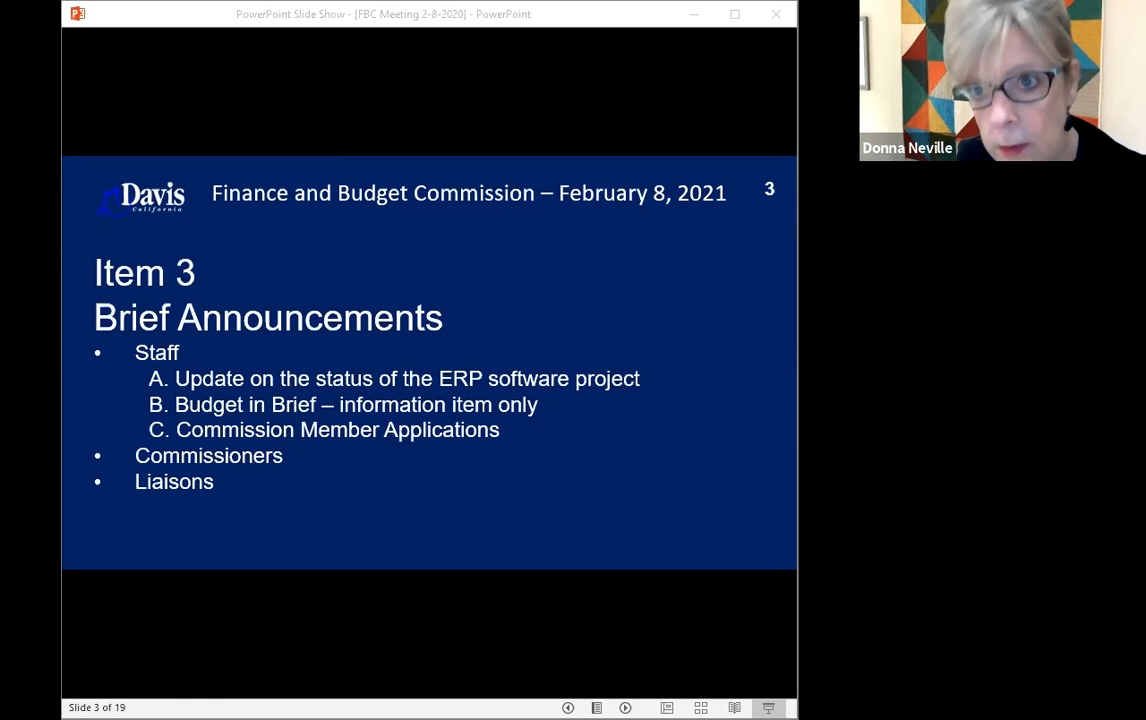 PowerPoint Slide Show - [FBC Meeting 2-8-2020] - PowerPoint
Donna Neville
Davis
California
Finance and Budget Commission – February 8, 2021
3
Item 3
Brief Announcements
• Staff
A. Update on the status of the ERP software project
B. Budget in Brief – information item only
C. Commission Member Applications
• Commissioners
• Liaisons
Slide 3 of 19